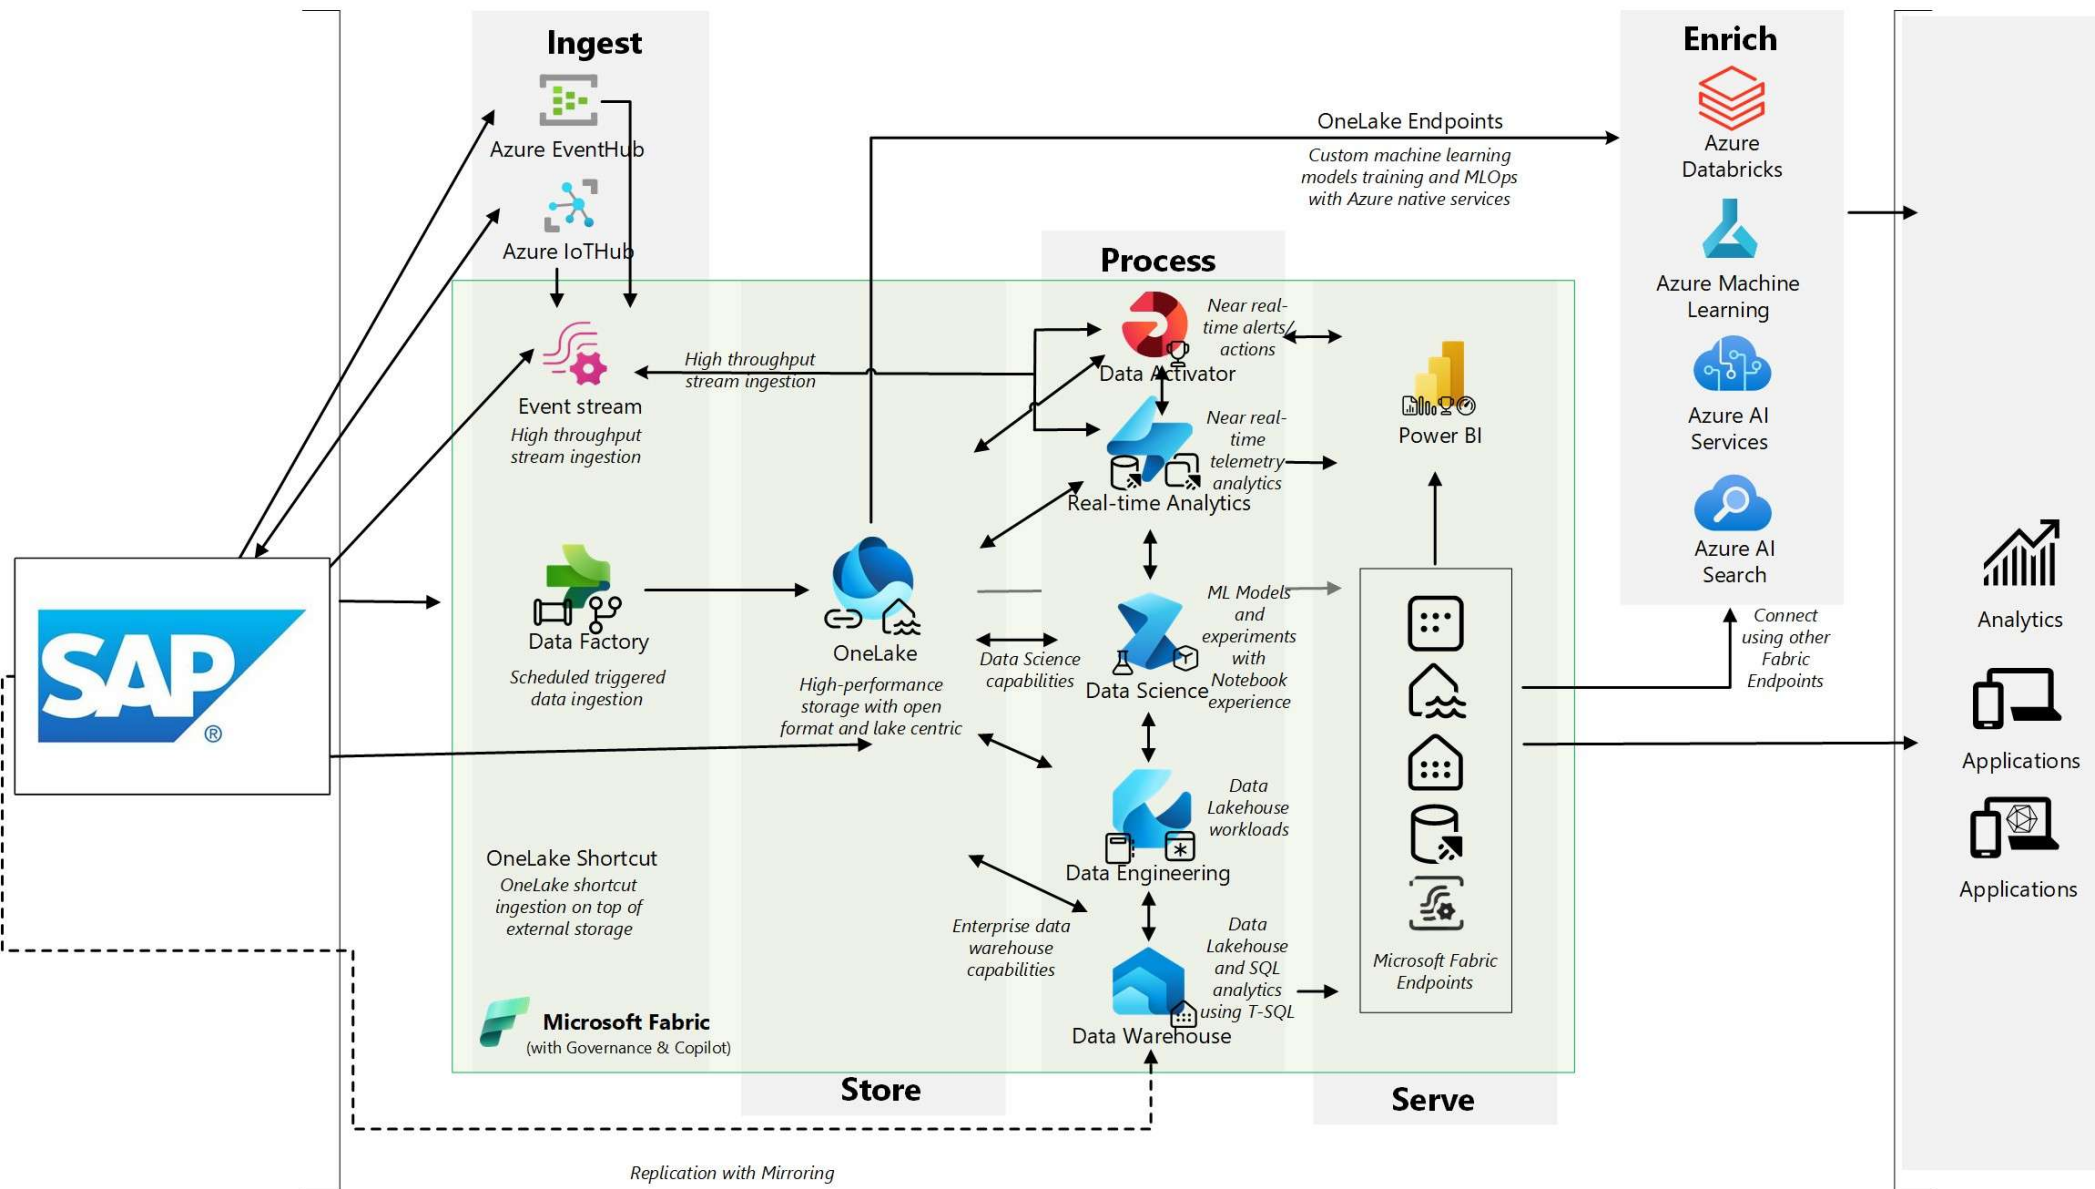 Ingest
Azure EventHub
Azure IoTHub
Event stream
High throughput
stream ingestion
High throughput
stream ingestion
Data Factory
Scheduled triggered
data ingestion
SAP
®
OneLake Shortcut
OneLake shortcut
ingestion on top of
external storage
Microsoft Fabric
(with Governance & Copilot)
OneLake
High-performance
storage with open
format and lake centric
Store
Replication with Mirroring
OneLake Endpoints
Custom machine learning
models training and MLOps
with Azure native services
Process
Data Activator
Near real-
time alerts/
actions
Real-time Analytics
Near real-
time
telemetry
analytics
Data Science
capabilities
Data Science
ML Models
and
experiments
with
Notebook
experience
Data Engineering
Data
Lakehouse
workloads
Enterprise data
warehouse
capabilities
Data Warehouse
Data
Lakehouse
and SQL
analytics
using T-SQL
Power BI
Microsoft Fabric
Endpoints
Serve
Enrich
Azure
Databricks
Azure Machine
Learning
Azure AI
Services
Azure AI
Search
Connect
using other
Fabric
Endpoints
Analytics
Applications
Applications